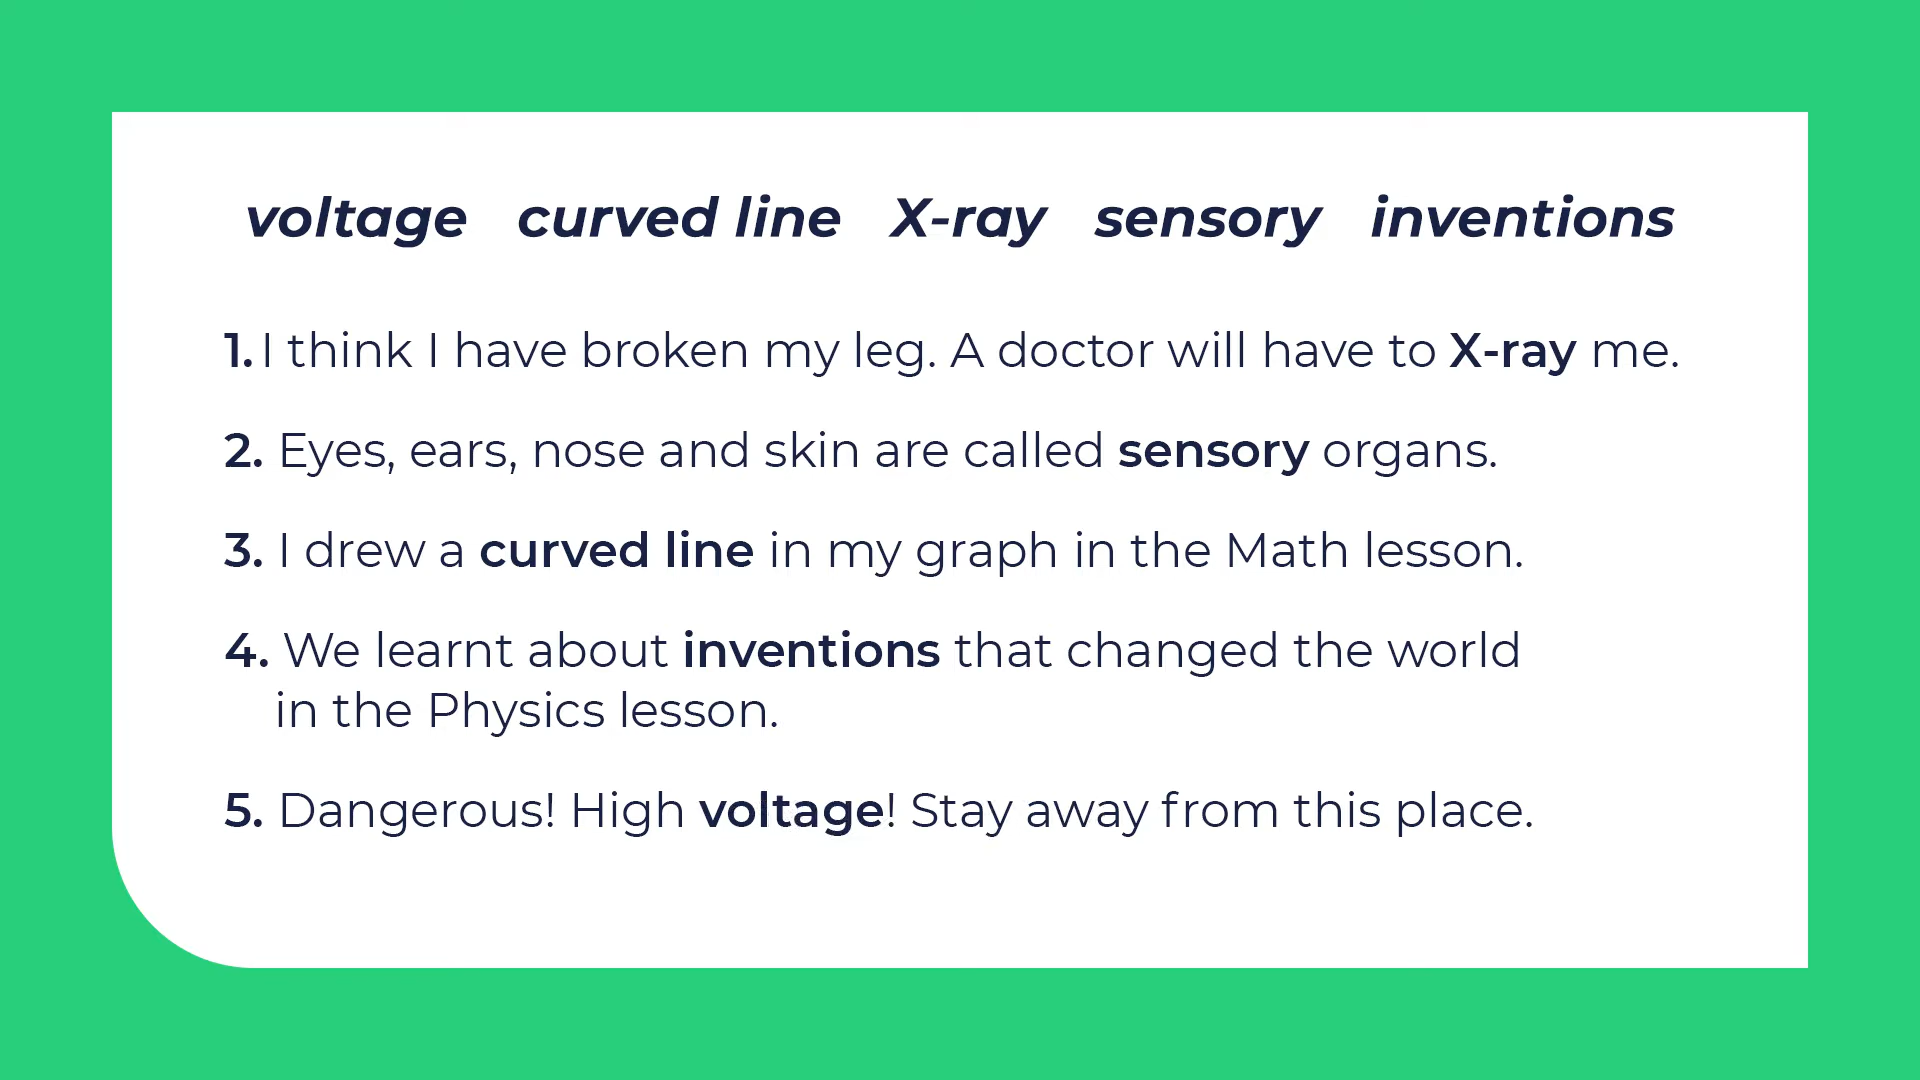 voltage curved line X-ray sensory inventions
1. I think I have broken my leg. A doctor will have to X-ray me.
2. Eyes, ears, nose and skin are called sensory organs.
3. I drew a curved line in my graph in the Math lesson.
4. We learnt about inventions that changed the world
in the Physics lesson.
5. Dangerous! High voltage! Stay away from this place.